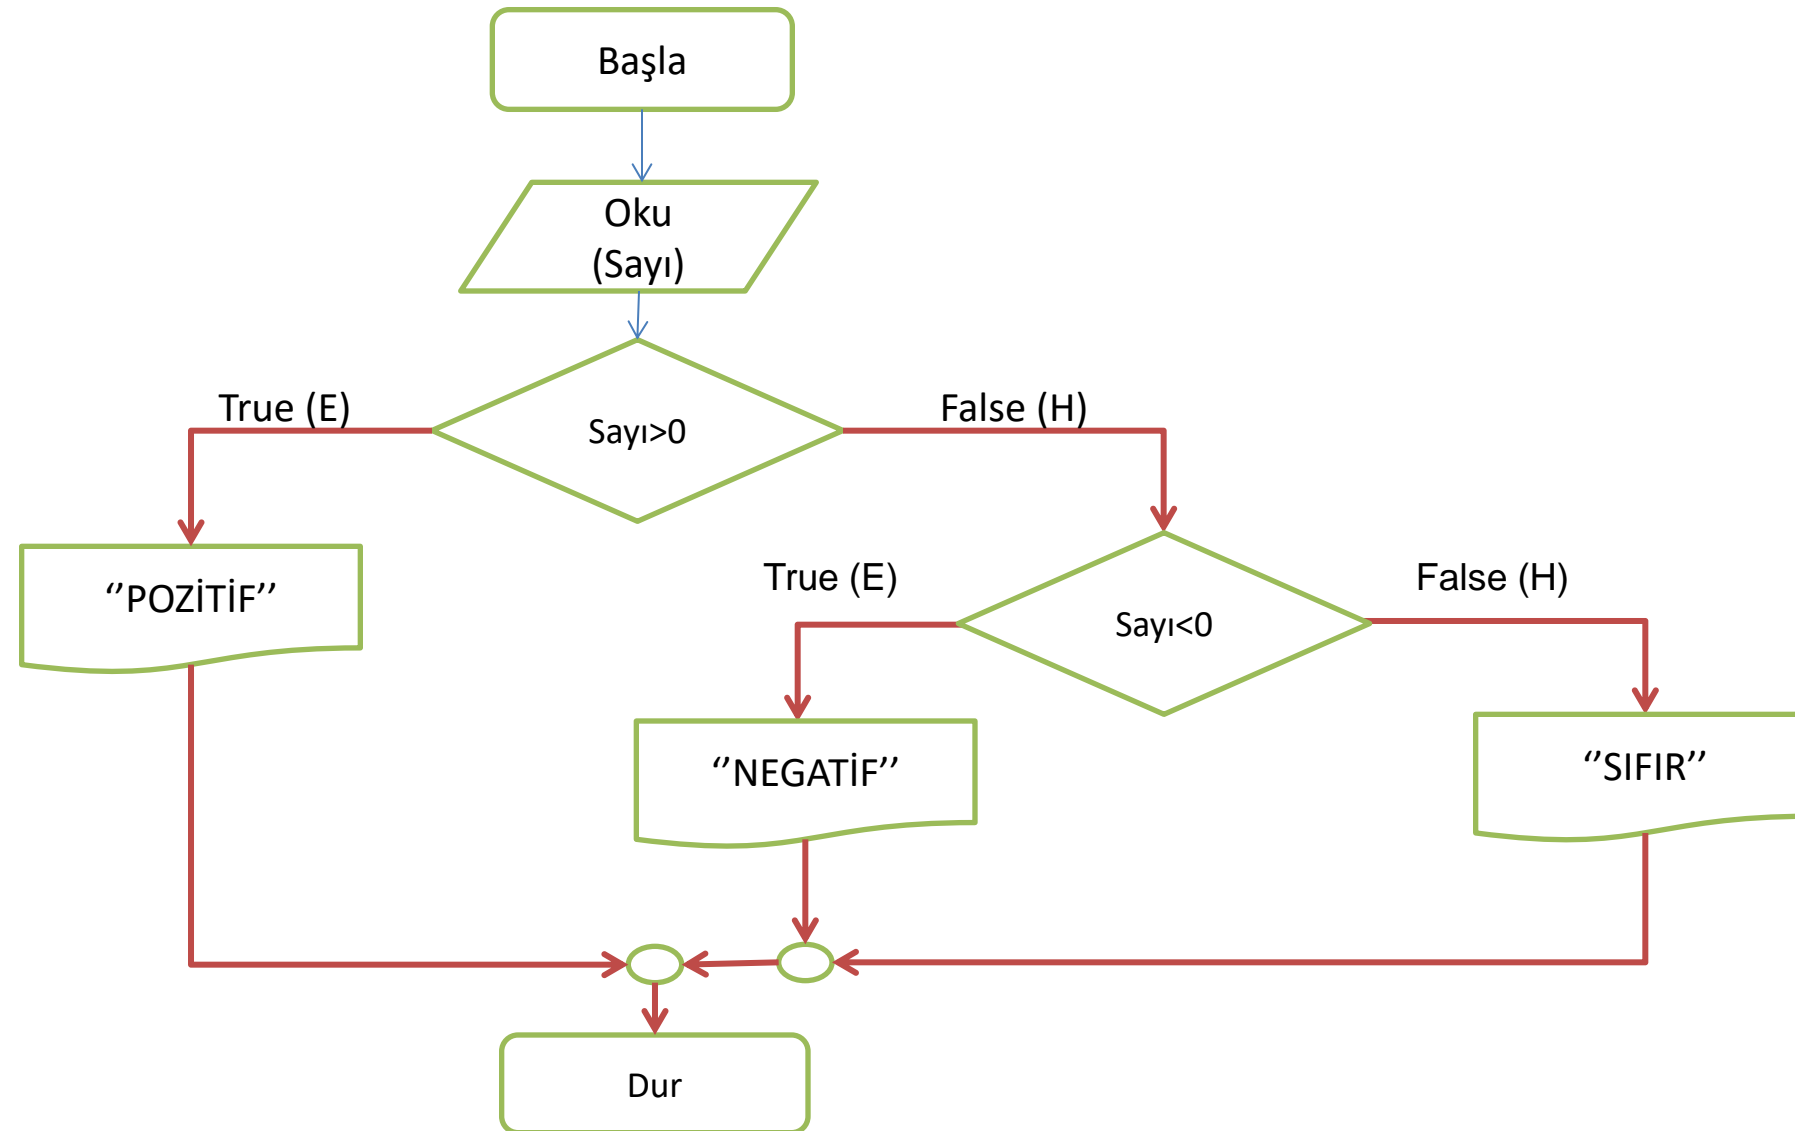 Başla
Oku
(Sayı)
True (E)
Sayı>0
False (H)
‘’POZİTİF’’
True (E)
Sayı<0
False (H)
‘’NEGATİF’’
‘’SIFIR’’
Dur